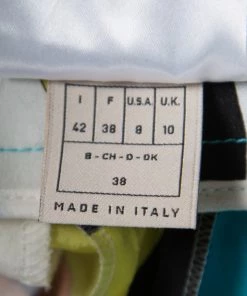 I F U.S.A. U.K.
42 38 8 10
B - CH - D - DK
38
MADE IN ITALY